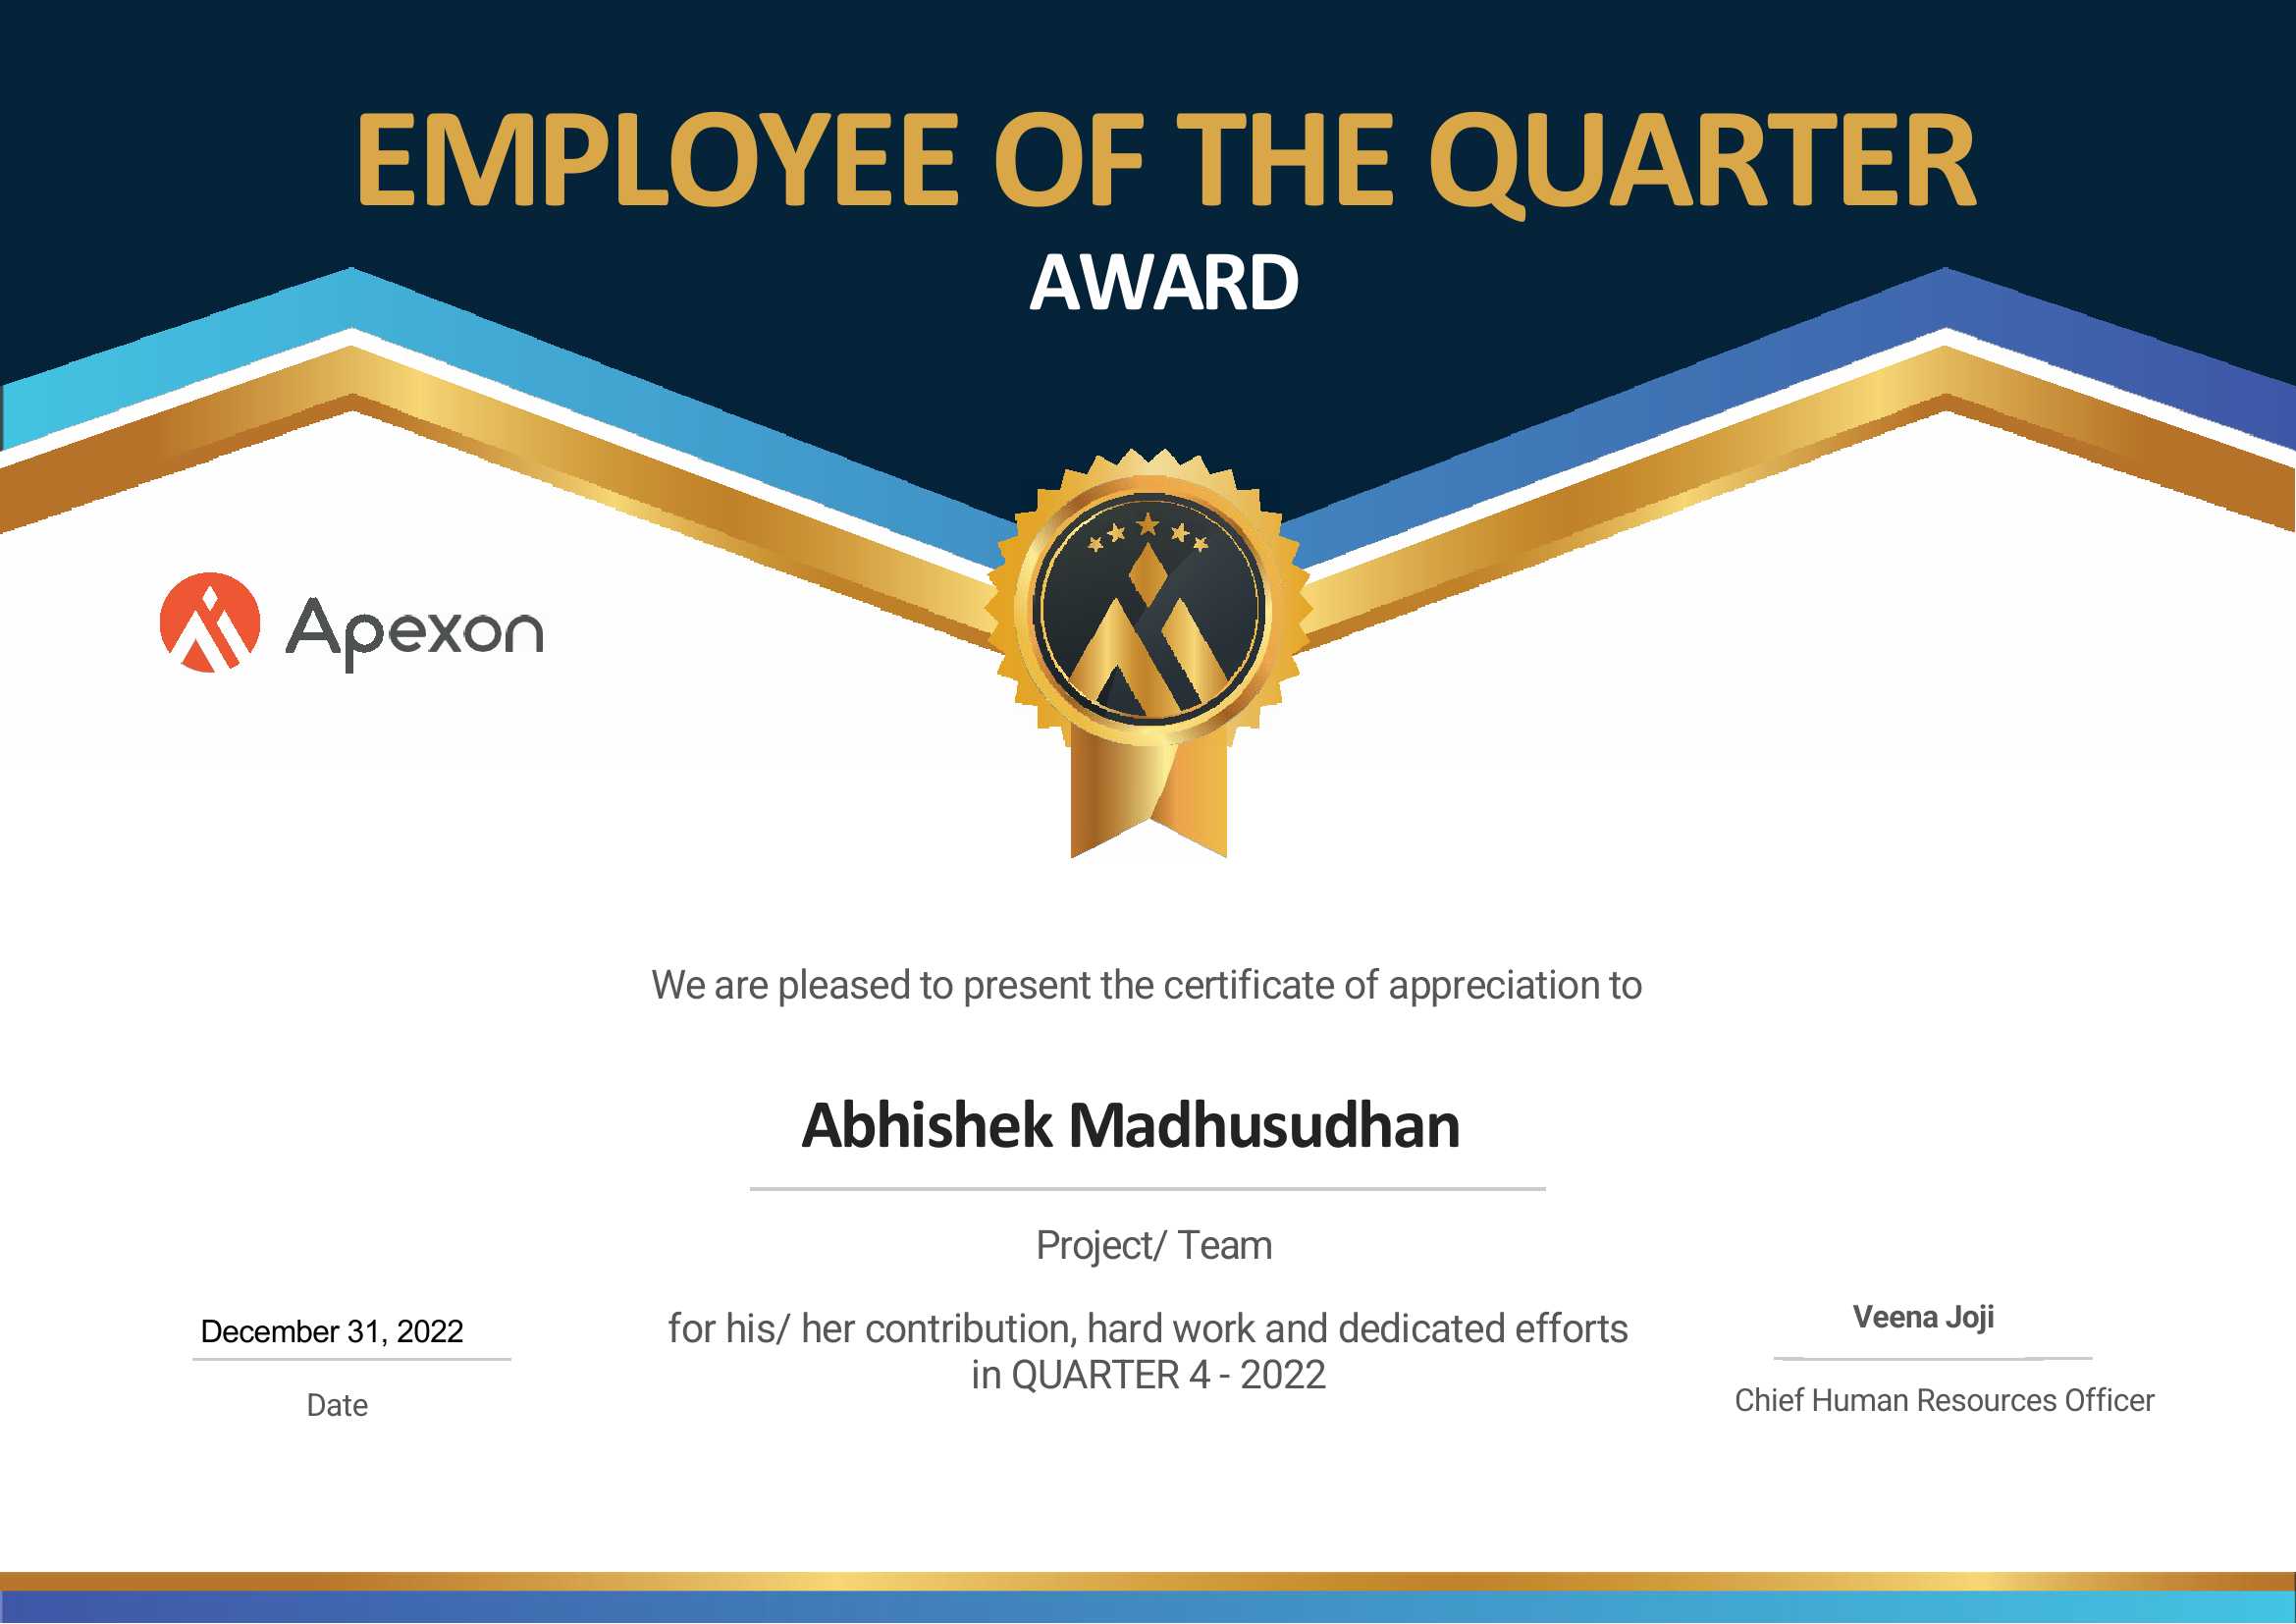 EMPLOYEE OF THE QUARTER
AWARD
Apexon
We are pleased to present the certificate of appreciation to
Abhishek Madhusudhan
Project/ Team
for his/ her contribution, hard work and dedicated efforts
in QUARTER 4 - 2022
December 31, 2022
Date
Veena Joji
Chief Human Resources Officer